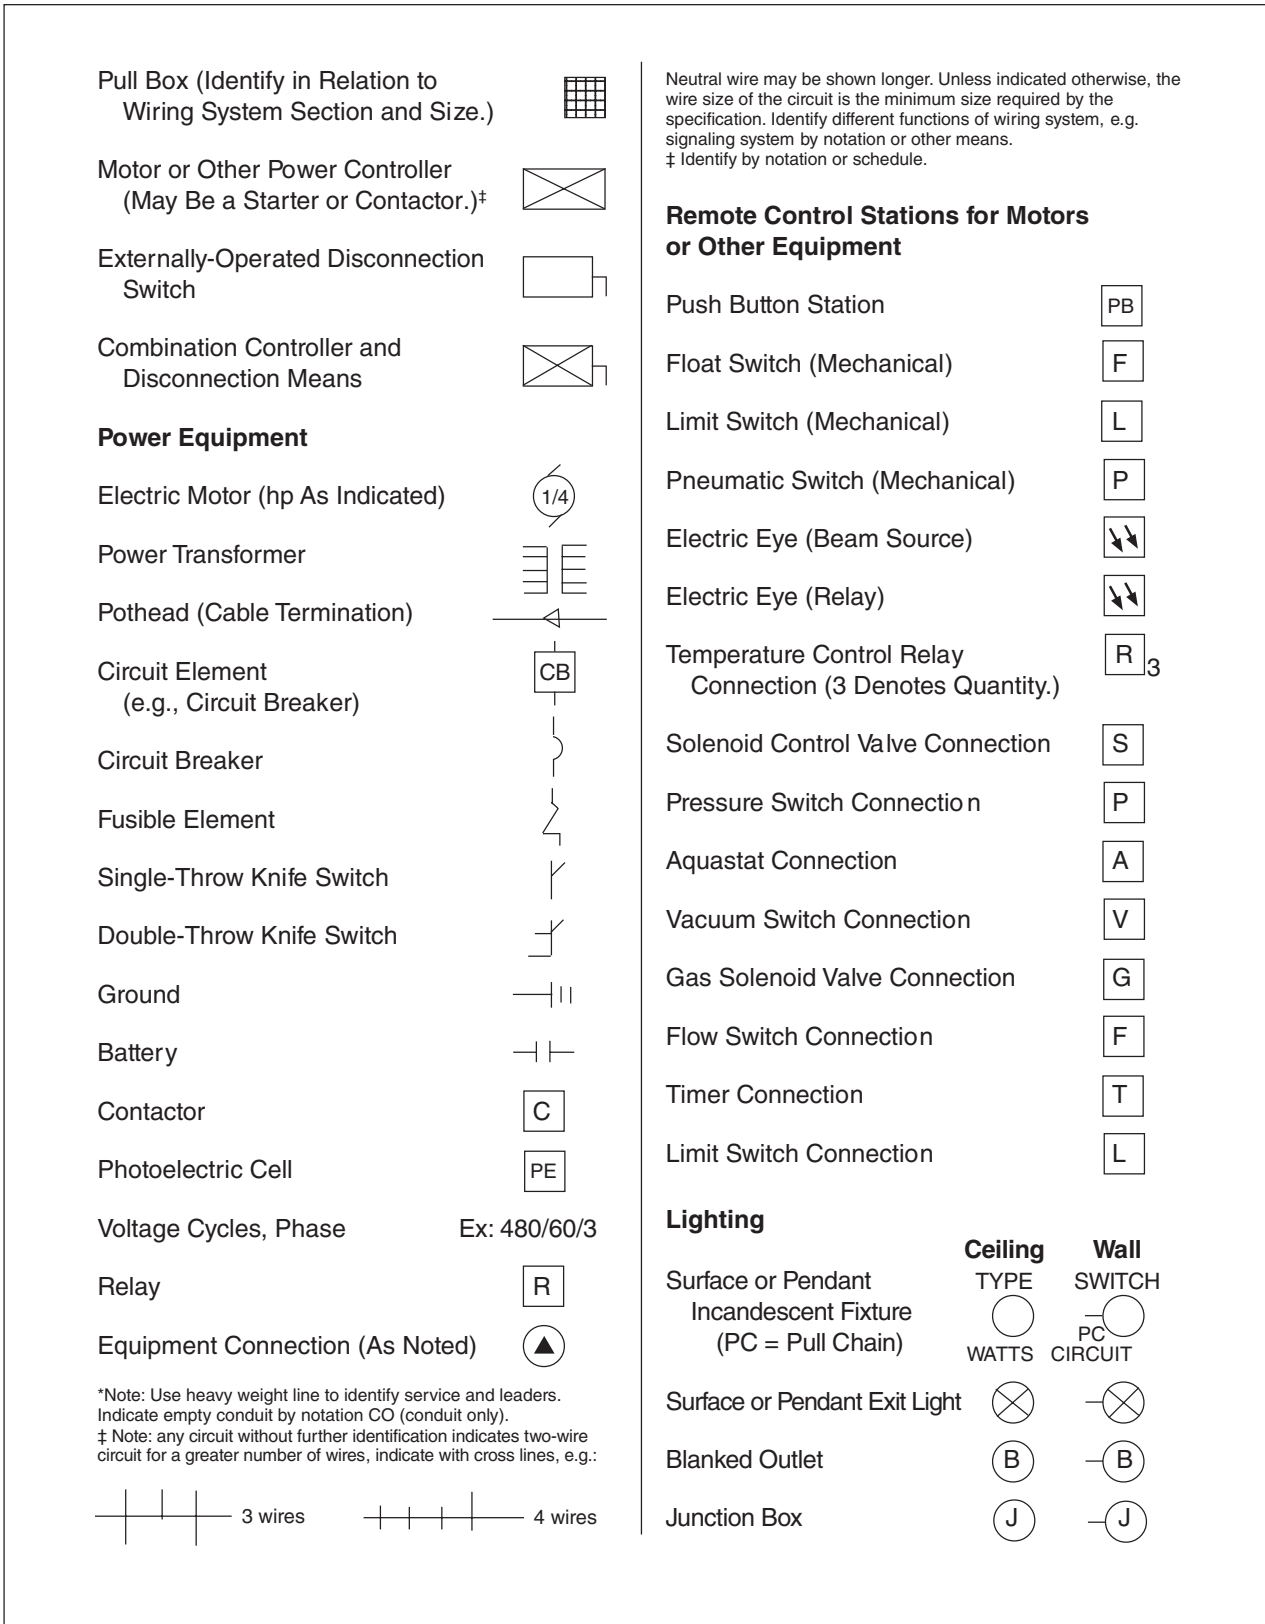 Pull Box (Identify in Relation to
Wiring System Section and Size.)
Motor or Other Power Controller
(May Be a Starter or Contactor.)‡
Externally-Operated Disconnection
Switch
Combination Controller and
Disconnection Means
Power Equipment
Electric Motor (hp As Indicated) 1/4
Power Transformer
Pothead (Cable Termination)
Circuit Element CB
(e.g., Circuit Breaker)
Circuit Breaker
Fusible Element
Single-Throw Knife Switch
Double-Throw Knife Switch
Ground
Battery
Contactor C
Photoelectric Cell PE
Voltage Cycles, Phase Ex: 480/60/3
Relay R
Equipment Connection (As Noted)
*Note: Use heavy weight line to identify service and leaders.
Indicate empty conduit by notation CO (conduit only).
‡ Note: any circuit without further identification indicates two-wire
circuit for a greater number of wires, indicate with cross lines, e.g.:
3 wires 4 wires
Neutral wire may be shown longer. Unless indicated otherwise, the
wire size of the circuit is the minimum size required by the
specification. Identify different functions of wiring system, e.g.
signaling system by notation or other means.
‡ Identify by notation or schedule.
Remote Control Stations for Motors
or Other Equipment
Push Button Station PB
Float Switch (Mechanical) F
Limit Switch (Mechanical) L
Pneumatic Switch (Mechanical) P
Electric Eye (Beam Source)
Electric Eye (Relay)
Temperature Control Relay R 3
Connection (3 Denotes Quantity.)
Solenoid Control Valve Connection S
Pressure Switch Connection P
Aquastat Connection A
Vacuum Switch Connection V
Gas Solenoid Valve Connection G
Flow Switch Connection F
Timer Connection T
Limit Switch Connection L
Lighting
Ceiling Wall
Surface or Pendant TYPE SWITCH
Incandescent Fixture
(PC = Pull Chain) PC
WATTS CIRCUIT
Surface or Pendant Exit Light
Blanked Outlet B B
Junction Box J J